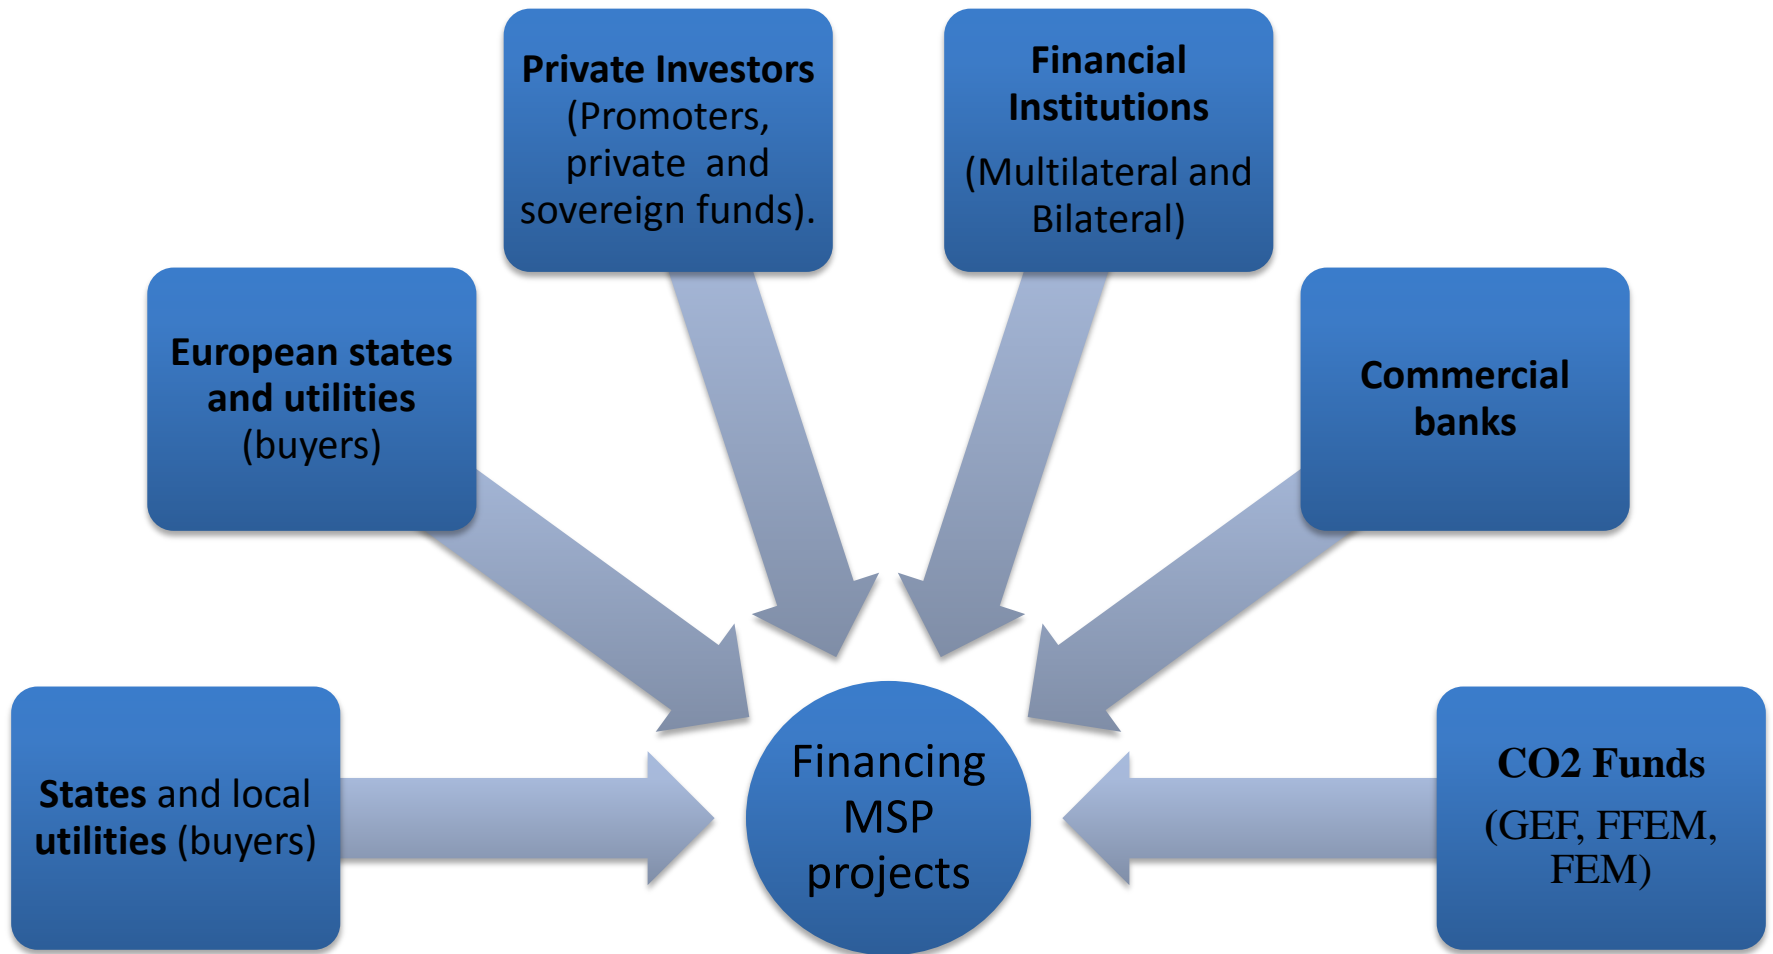 Private Investors
(Promoters,
private and
sovereign funds).
Financial
Institutions
(Multilateral and
Bilateral)
European states
and utilities
(buyers)
Commercial
banks
States and local
utilities (buyers)
Financing
MSP
projects
CO2 Funds
(GEF, FFEM,
FEM)